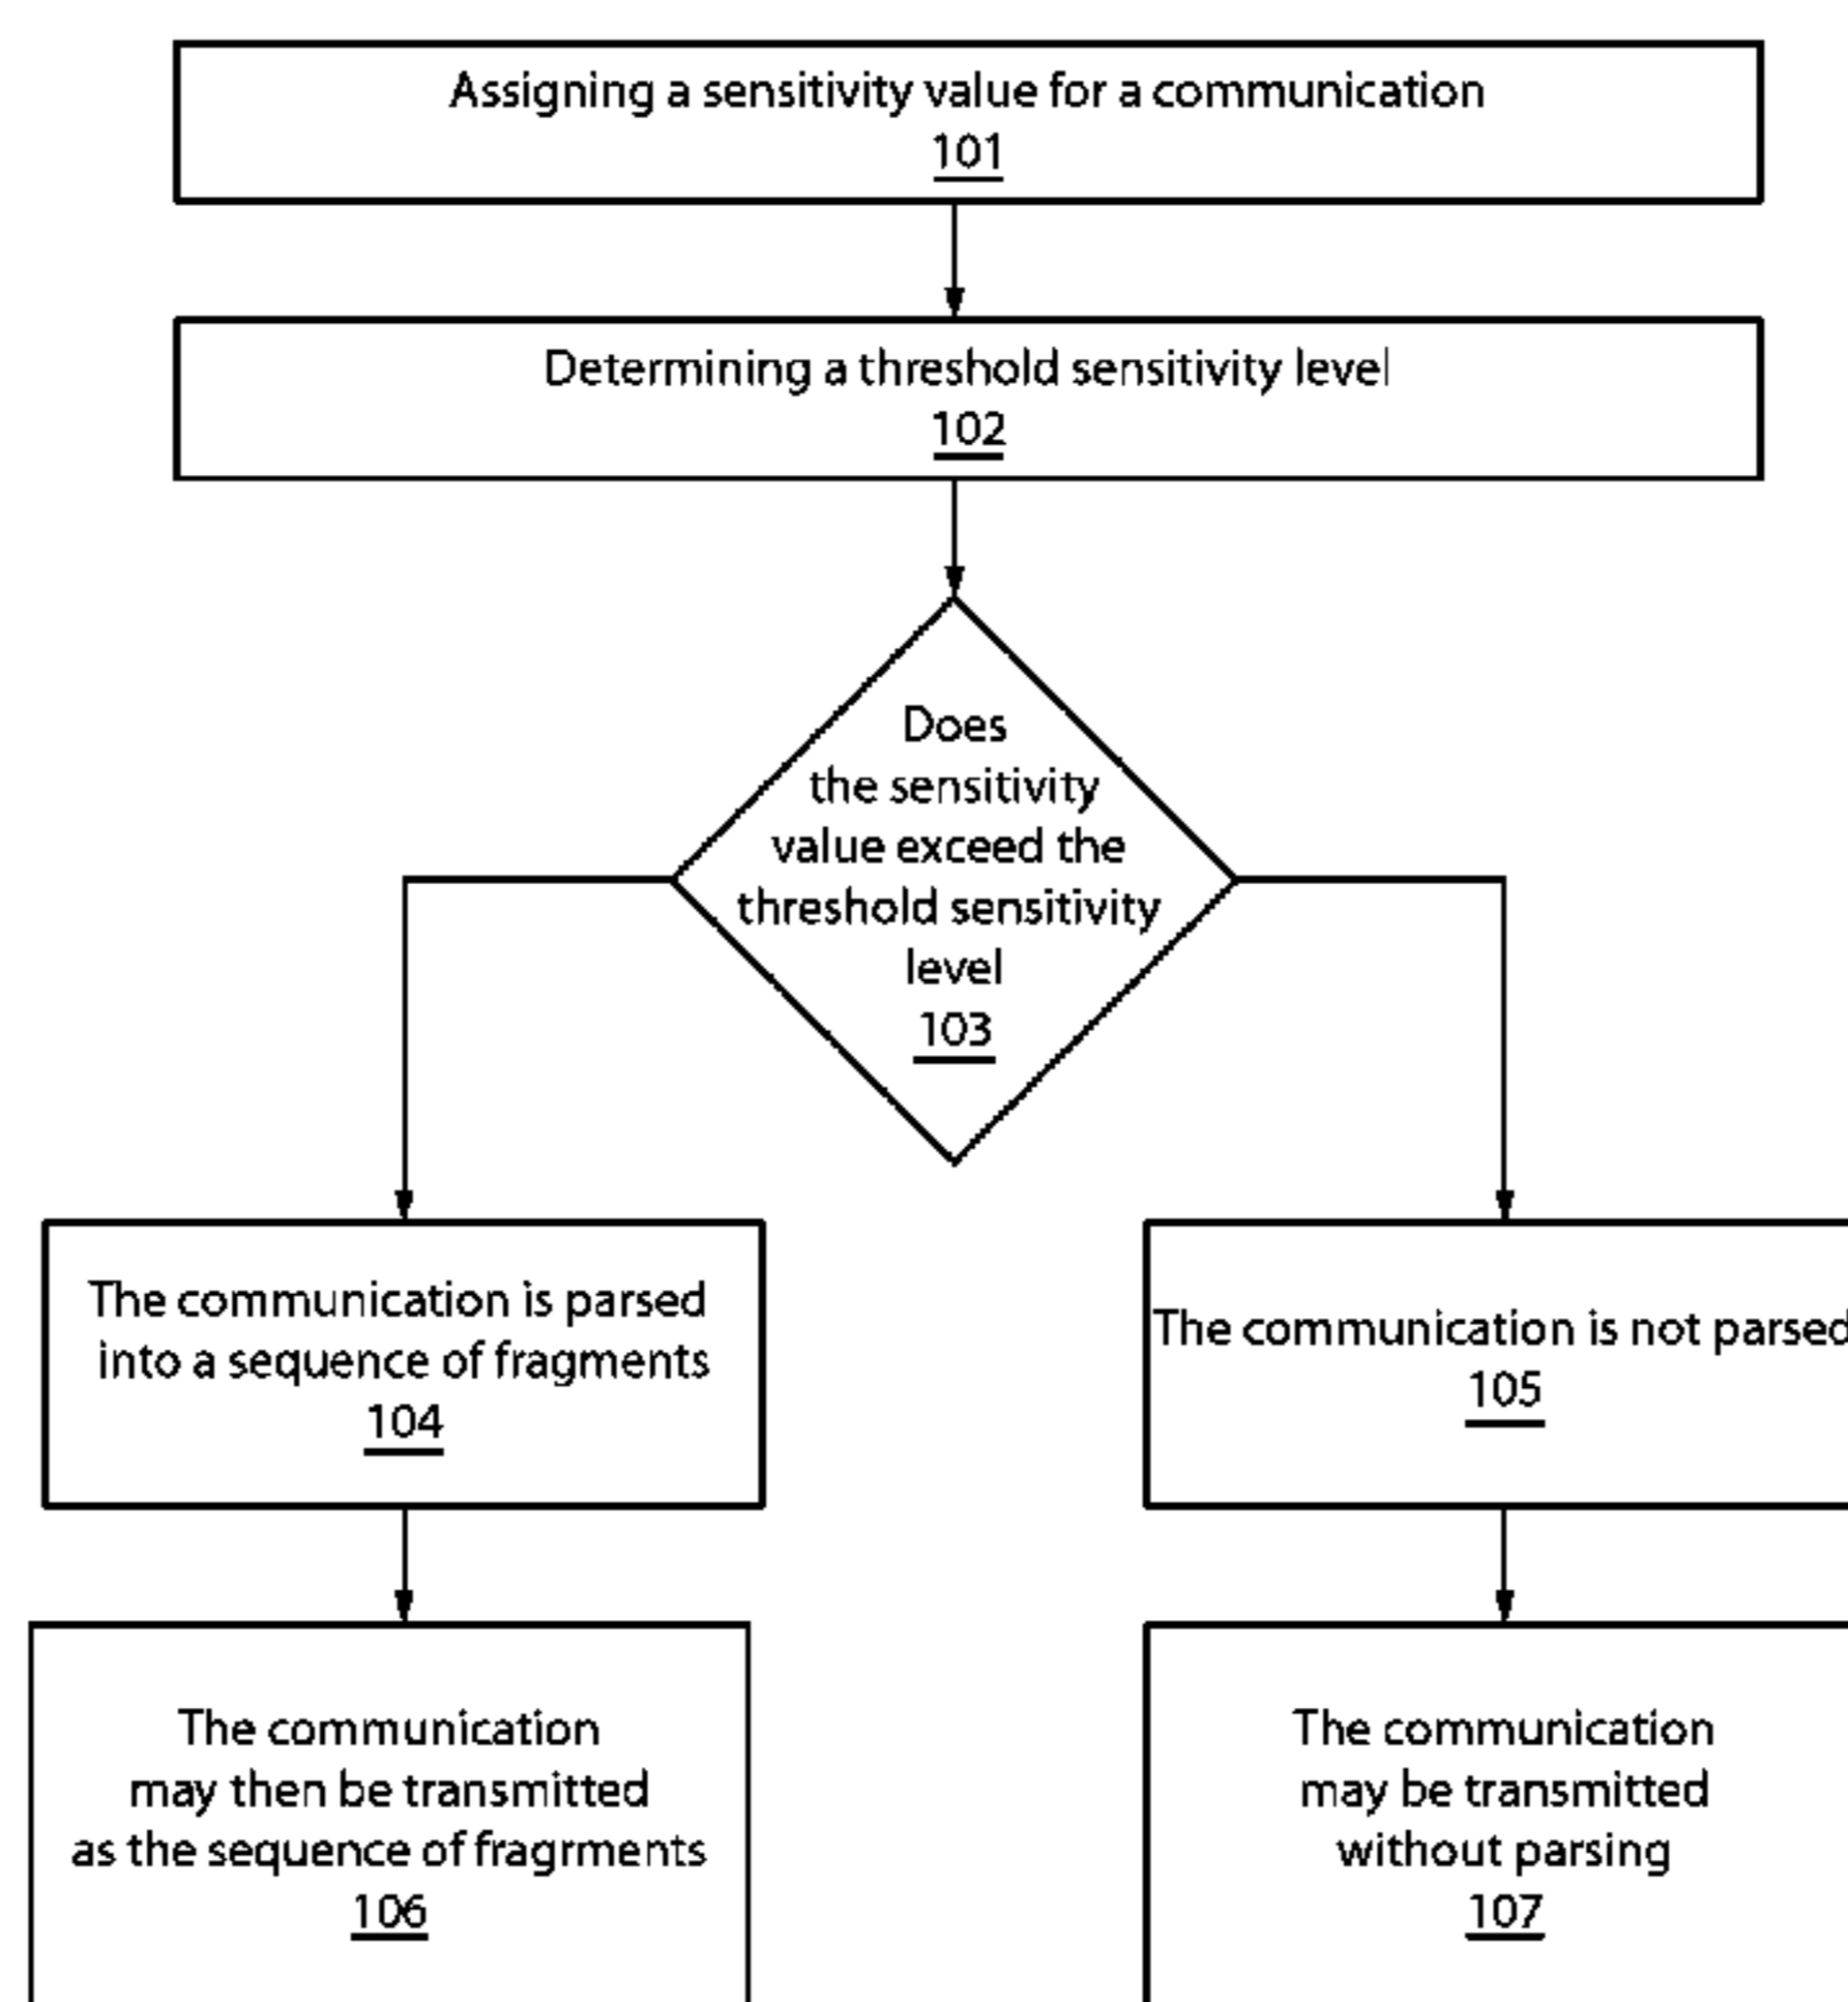 Assigning a sensitivity value for a communication
101
Determining a threshold sensitivity level
102
Does
the sensitivity
value exceed the
threshold sensitivity
level
103
The communication is parsed
into a sequence of fragments
104
The communication is not parsed
105
The communication
may then be transmitted
as the sequence of fragrments
106
The communication
may be transmitted
without parsing
107